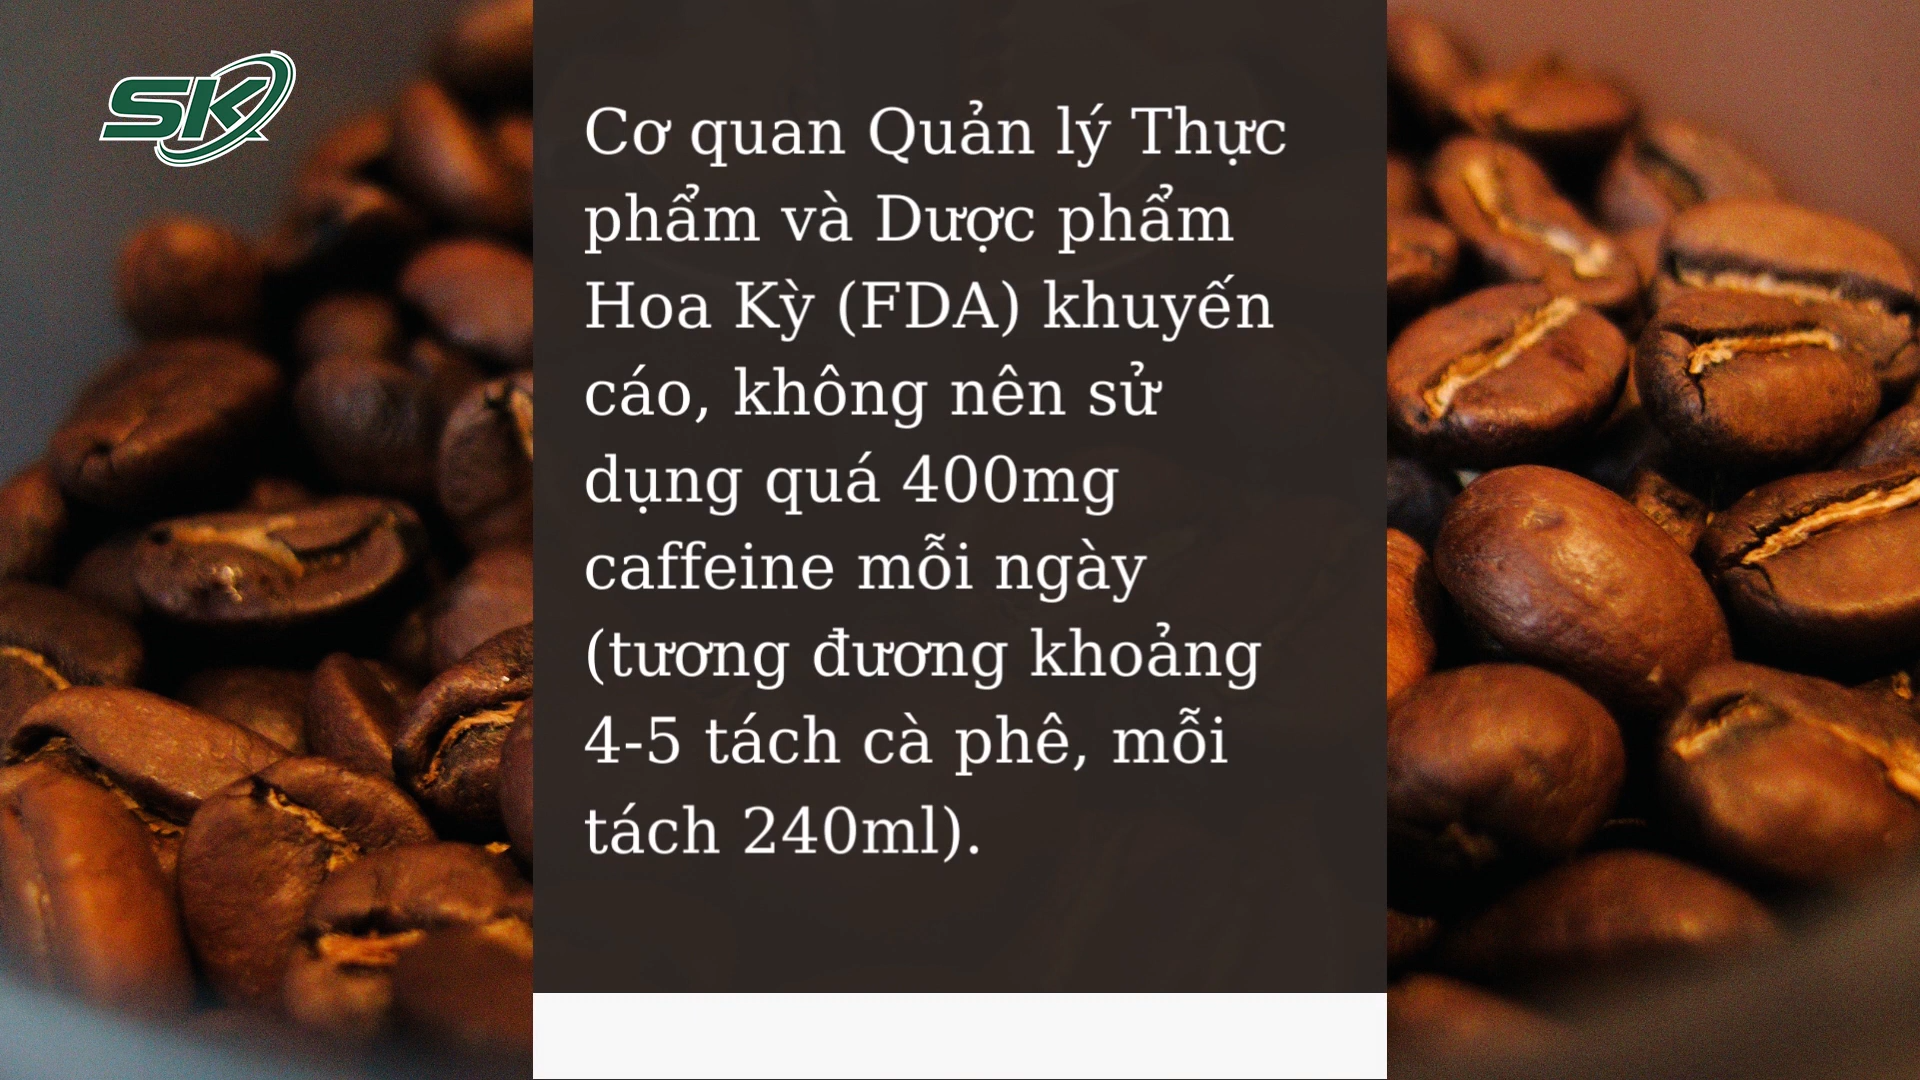 SK
Cơ quan Quản lý Thực
phẩm và Dược phẩm
Hoa Kỳ (FDA) khuyến
cáo, không nên sử
dụng quá 400mg
caffeine mỗi ngày
(tương đương khoảng
4-5 tách cà phê, mỗi
tách 240ml).